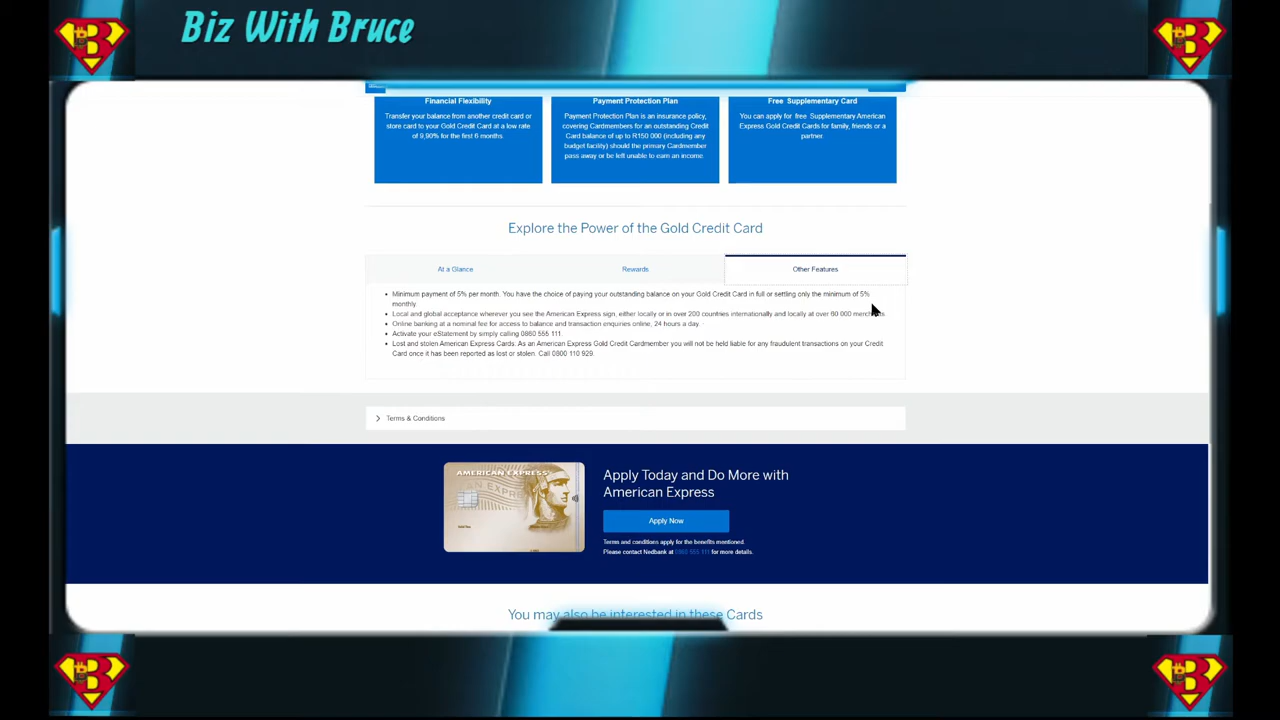 Biz With Bruce
Financial Flexibility
Transfer your balance from another credit card or
store card to your Gold Credit Card at a low rate
of 9,90% for the first 6 months.
Payment Protection Plan
Payment Protection Plan is an insurance policy,
covering Cardmembers for an outstanding Credit
Card balance of up to R150 000 (including any
budget facility) should the primary Cardmember
pass away or be left unable to earn an income.
Free Supplementary Card
You can apply for free Supplementary American
Express Gold Credit Cards for family, friends or a
partner.
Explore the Power of the Gold Credit Card
At a Glance
Rewards
Other Features
• Minimum payment of 5% per month. You have the choice of paying your outstanding balance on your Gold Credit Card in full or settling only the minimum of 5%
monthly.
• Local and global acceptance wherever you see the American Express sign, either locally or in over 200 countries internationally and locally at over 60 000 merchants.
• Online banking at a nominal fee for access to balance and transaction enquiries online, 24 hours a day.
• Activate your eStatement by simply calling 0860 555 111.
• Lost and stolen American Express Cards. As an American Express Gold Credit Cardmember you will not be held liable for any fraudulent transactions on your Credit
Card once it has been reported as lost or stolen. Call 0800 110 929.
Terms & Conditions
AMERICAN EXPRESS
Apply Today and Do More with
American Express
Apply Now
Terms and conditions apply for the benefits mentioned.
Please contact Nedbank at 0860 555 111 for more details.
You may also be interested in these Cards